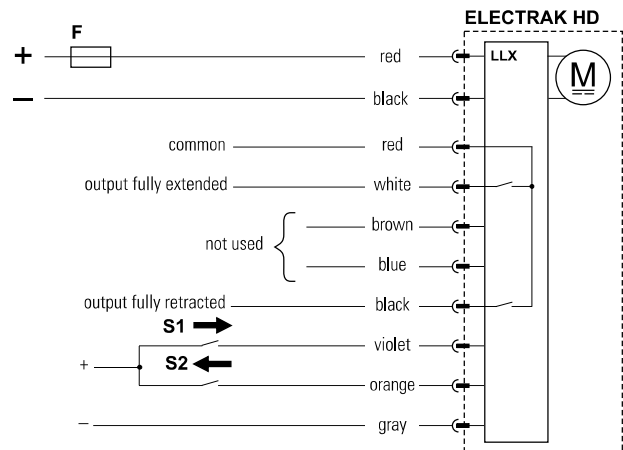 ELECTRAK HD
F
+ red LLX M
– black
common red
output fully extended white
brown
not used
blue
output fully retracted black
S1
violet
+ S2
orange
– gray